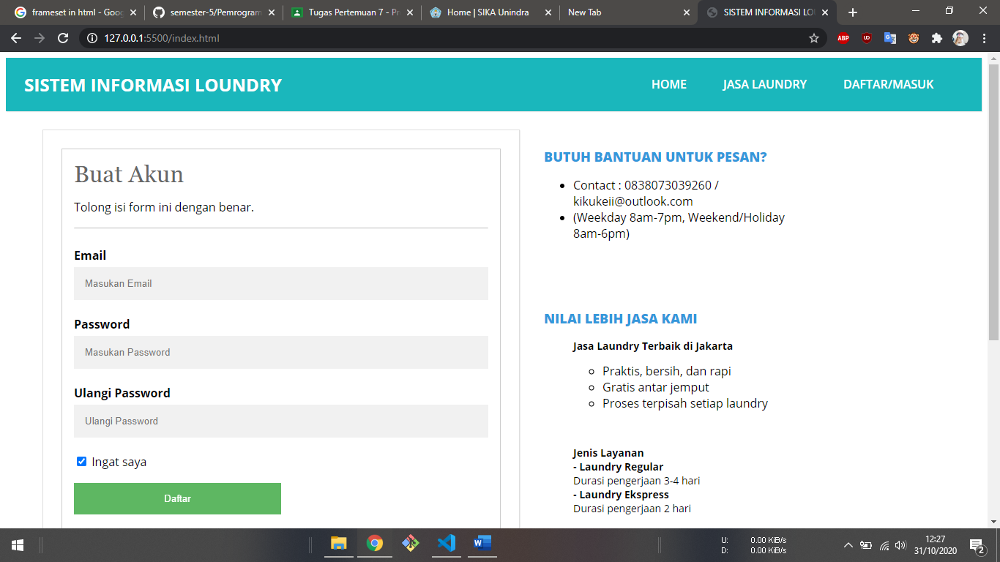 frameset in html - Goog
semester-5/Pemrogram
Tugas Pertemuan 7 - Pr
Home | SIKA Unindra
New Tab
SISTEM INFORMASI LO
127.0.0.1:5500/index.html
ABP
SISTEM INFORMASI LOUNDRY
HOME
JASA LAUNDRY
DAFTAR/MASUK
Buat Akun
Tolong isi form ini dengan benar.
Email
Masukan Email
Password
Masukan Password
Ulangi Password
Ulangi Password
Ingat saya
Daftar
BUTUH BANTUAN UNTUK PESAN?
• Contact : 0838073039260 /
kikukeii@outlook.com
• (Weekday 8am-7pm, Weekend/Holiday
8am-6pm)
NILAI LEBIH JASA KAMI
Jasa Laundry Terbaik di Jakarta
Praktis, bersih, dan rapi
Gratis antar jemput
Proses terpisah setiap laundry
Jenis Layanan
- Laundry Regular
Durasi pengerjaan 3-4 hari
- Laundry Ekspress
Durasi pengerjaan 2 hari
U: 0.00 KiB/s
D: 0.00 KiB/s
12:27
31/10/2020
2